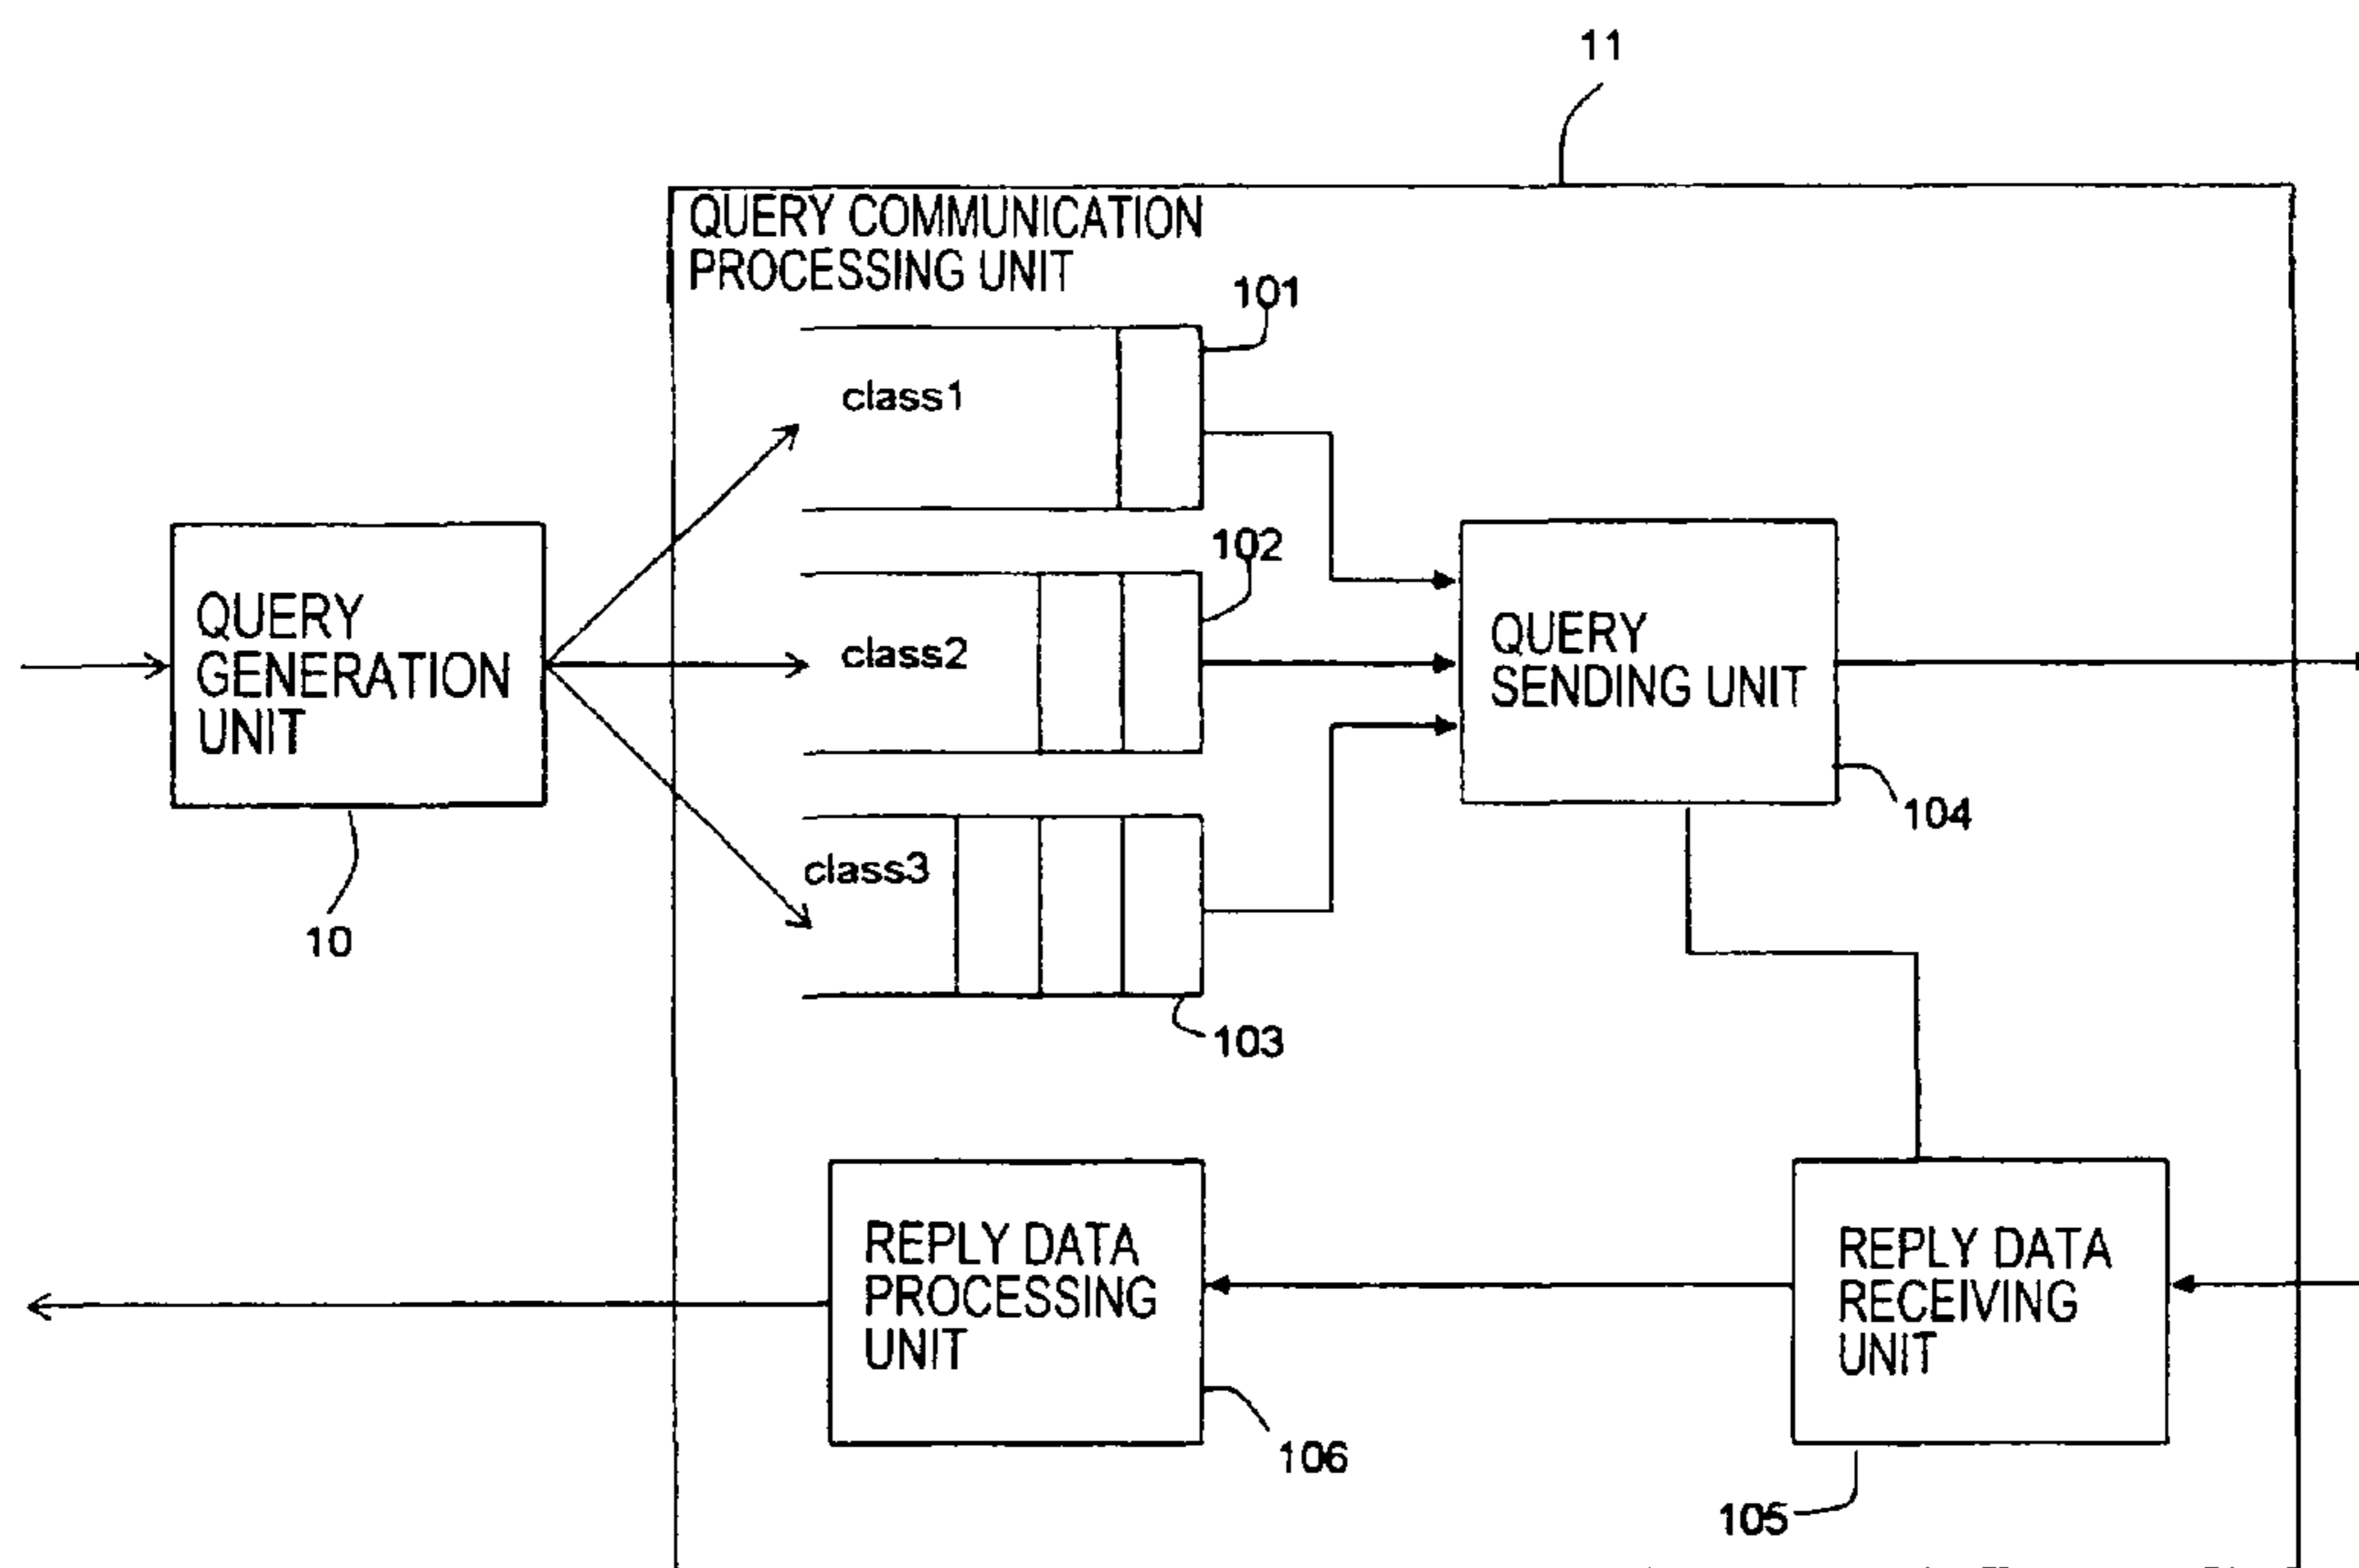 11
QUERY COMMUNICATION
PROCESSING UNIT
101
class1
102
QUERY
GENERATION
UNIT
class2
QUERY
SENDING UNIT
104
class3
10
103
REPLY DATA
PROCESSING
UNIT
REPLY DATA
RECEIVING
UNIT
106
105